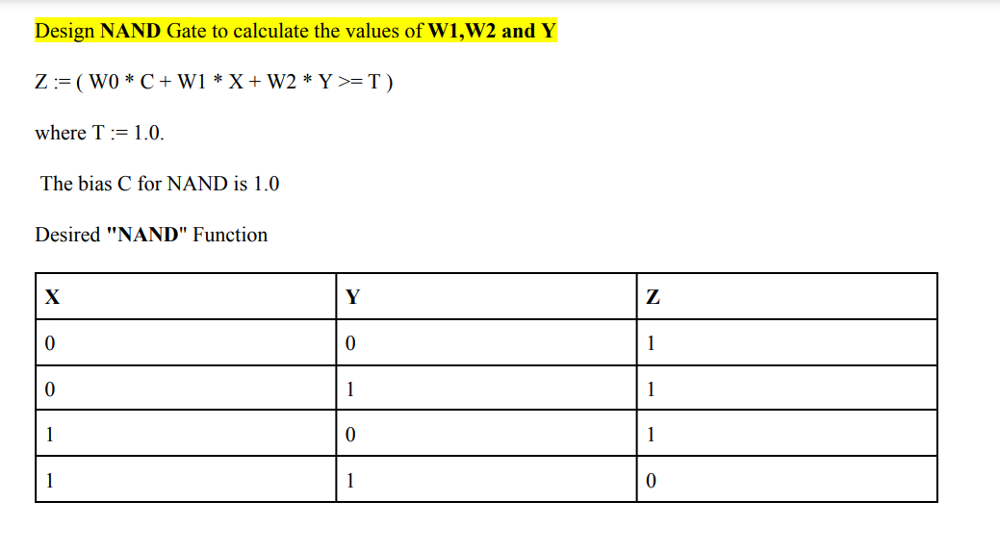 Design NAND Gate to calculate the values of W1,W2 and Y
Z := ( W0 * C + W1 * X + W2 * Y >= T )
where T := 1.0.
The bias C for NAND is 1.0
Desired "NAND" Function
X Y Z
0 0 1
0 1 1
1 0 1
1 1 0